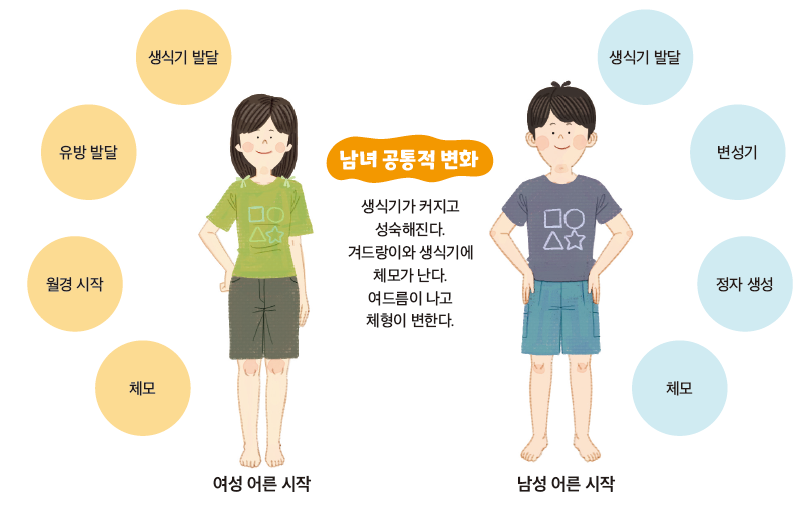 생식기 발달
유방 발달
월경 시작
체모
여성 어른 시작
남녀 공통적 변화
생식기가 커지고
성숙해진다.
겨드랑이와 생식기에
체모가 난다.
여드름이 나고
체형이 변한다.
생식기 발달
변성기
정자 생성
체모
남성 어른 시작